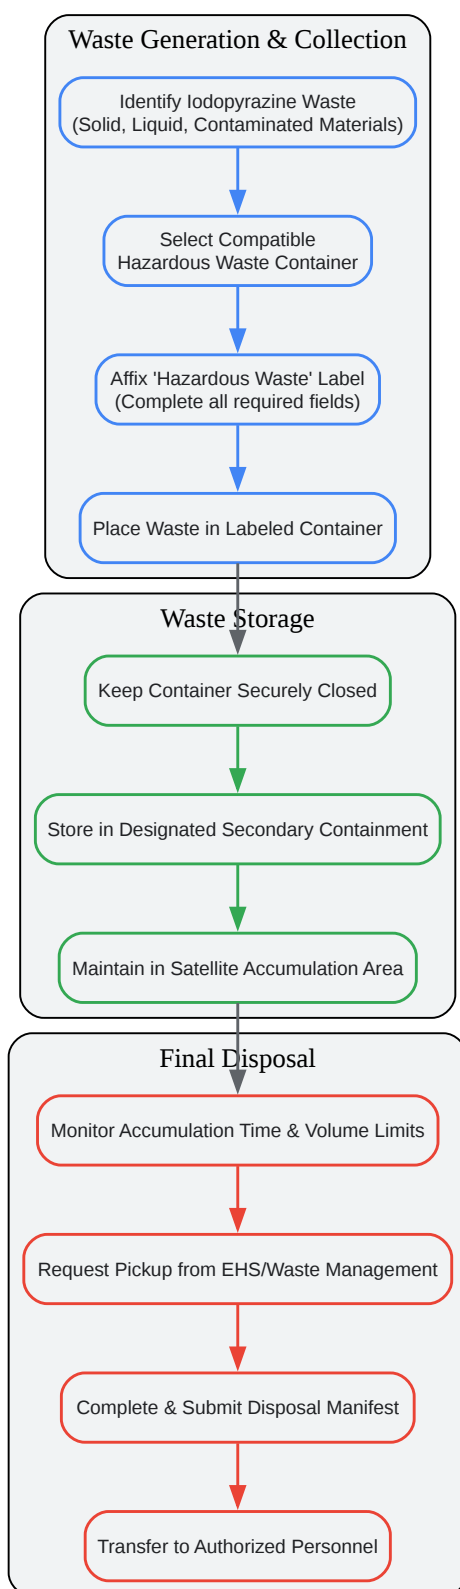 Waste Generation & Collection
Identify Iodopyrazine Waste
(Solid, Liquid, Contaminated Materials)
Select Compatible
Hazardous Waste Container
Affix 'Hazardous Waste' Label
(Complete all required fields)
Place Waste in Labeled Container
Waste Storage
Keep Container Securely Closed
Store in Designated Secondary Containment
Maintain in Satellite Accumulation Area
Final Disposal
Monitor Accumulation Time & Volume Limits
Request Pickup from EHS/Waste Management
Complete & Submit Disposal Manifest
Transfer to Authorized Personnel